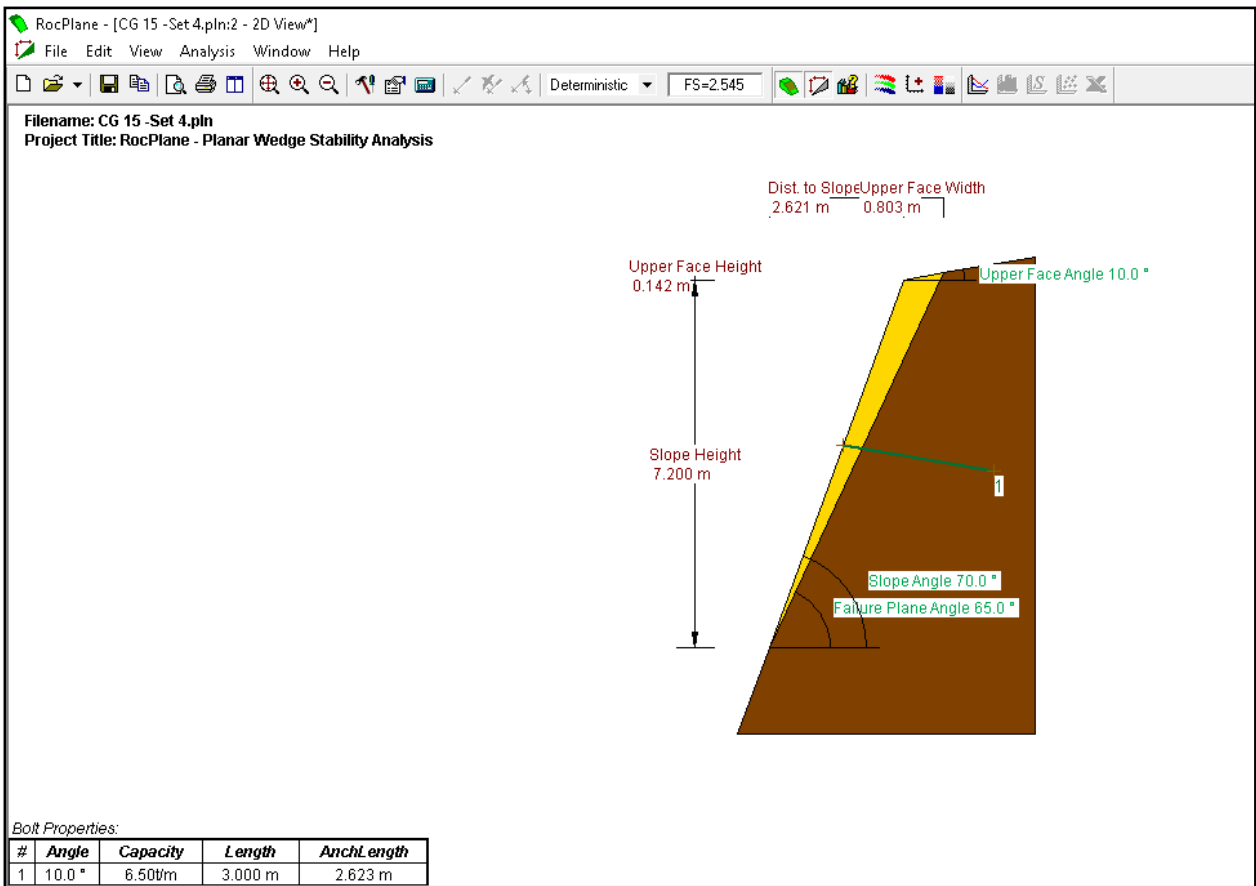 RocPlane - [CG 15 -Set 4.pln:2 - 2D View*]
File Edit View Analysis Window Help
Deterministic FS=2.545
Filename: CG 15 -Set 4.pln
Project Title: RocPlane - Planar Wedge Stability Analysis
Dist. to Slope Upper Face Width
2.621 m 0.803 m
Upper Face Height
0.142 m
Upper Face Angle 10.0 °
Slope Height
7.200 m
1
Slope Angle 70.0 °
Failure Plane Angle 65.0 °
Bolt Properties:
# Angle Capacity Length AnchLength
1 10.0 ° 6.50t/m 3.000 m 2.623 m